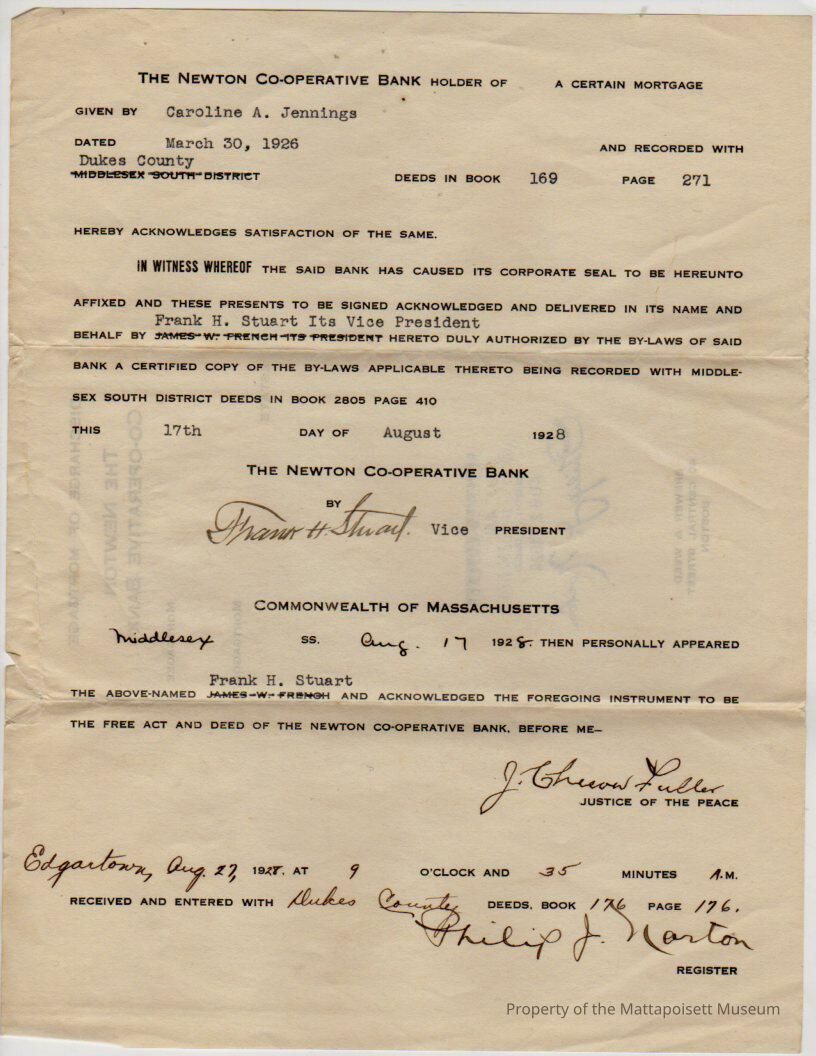 THE NEWTON CO-OPERATIVE BANK HOLDER OF A CERTAIN MORTGAGE
GIVEN BY Caroline A. Jennings
DATED March 30, 1926 AND RECORDED WITH
Dukes County
MIDDLESEX SOUTH DISTRICT DEEDS IN BOOK 169 PAGE 271
HEREBY ACKNOWLEDGES SATISFACTION OF THE SAME.
IN WITNESS WHEREOF THE SAID BANK HAS CAUSED ITS CORPORATE SEAL TO BE HEREUNTO
AFFIXED AND THESE PRESENTS TO BE SIGNED ACKNOWLEDGED AND DELIVERED IN ITS NAME AND
Frank H. Stuart Its Vice President
BEHALF BY JAMES W. FRENCH ITS PRESIDENT HERETO DULY AUTHORIZED BY THE BY-LAWS OF SAID
BANK A CERTIFIED COPY OF THE BY-LAWS APPLICABLE THERETO BEING RECORDED WITH MIDDLE-
SEX SOUTH DISTRICT DEEDS IN BOOK 2805 PAGE 410
THIS 17th DAY OF August 1928
THE NEWTON CO-OPERATIVE BANK
BY
Frank H. Stuart. Vice PRESIDENT
COMMONWEALTH OF MASSACHUSETTS
Middlesex SS. Aug. 17 1928. THEN PERSONALLY APPEARED
Frank H. Stuart
THE ABOVE-NAMED JAMES W. FRENCH AND ACKNOWLEDGED THE FOREGOING INSTRUMENT TO BE
THE FREE ACT AND DEED OF THE NEWTON CO-OPERATIVE BANK, BEFORE ME—
J. Fuller
JUSTICE OF THE PEACE
Edgartown, Aug. 27, 1928. AT 9 O'CLOCK AND 35 MINUTES A.M.
RECEIVED AND ENTERED WITH Dukes County DEEDS, BOOK 176 PAGE 176.
Philip J. Norton
REGISTER
Property of the Mattapoisett Museum